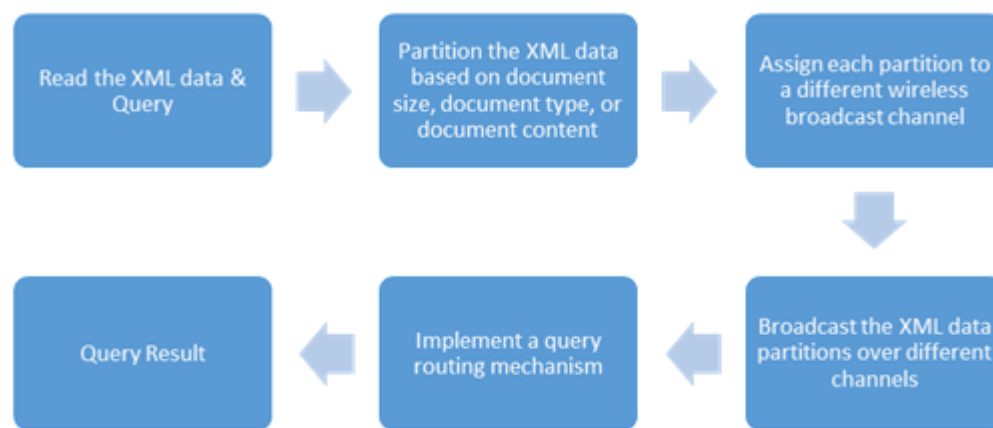 Read the XML data &
Query
Partition the XML data
based on document
size, document type, or
document content
Assign each partition to
a different wireless
broadcast channel
Broadcast the XML data
partitions over different
channels
Implement a query
routing mechanism
Query Result